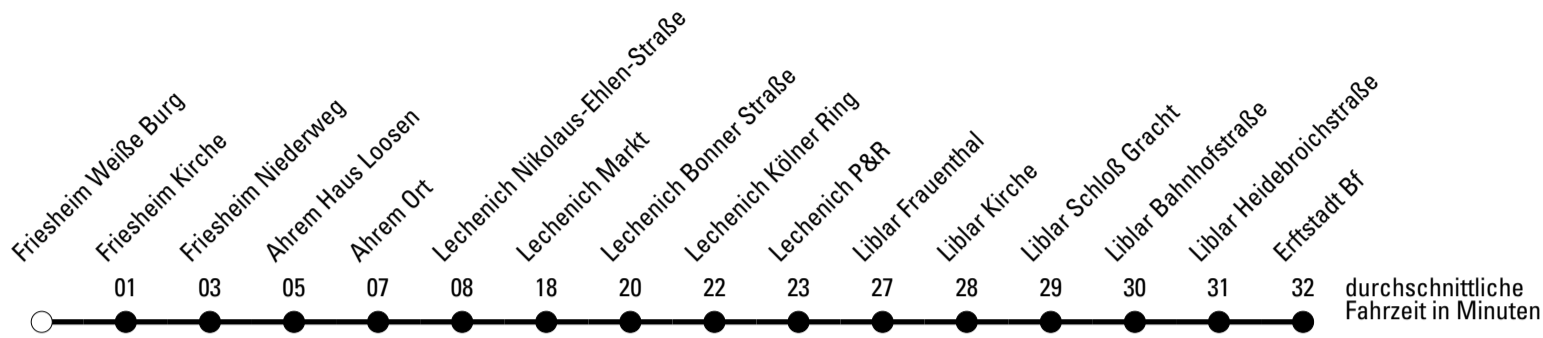 Friesheim Weiße Burg
Friesheim Kirche
Friesheim Niederweg
Ahrem Haus Loosen
Ahrem Ort
Lechenich Nikolaus-Ehlen-Straße
Lechenich Markt
Lechenich Bonner Straße
Lechenich Kölner Ring
Lechenich P&R
Liblar Frauenthal
Liblar Kirche
Liblar Schloß Gracht
Liblar Bahnhofstraße
Liblar Heidebroichstraße
Erftstadt Bf
01 03 05 07 08 18 20 22 23 27 28 29 30 31 32
durchschnittliche
Fahrzeit in Minuten